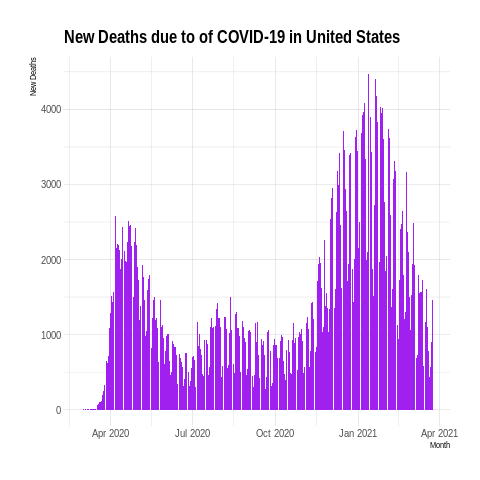 New Deaths due to of COVID-19 in United States
New Deaths
4000
3000
2000
1000
0
Apr 2020 Jul 2020 Oct 2020 Jan 2021 Apr 2021
Month